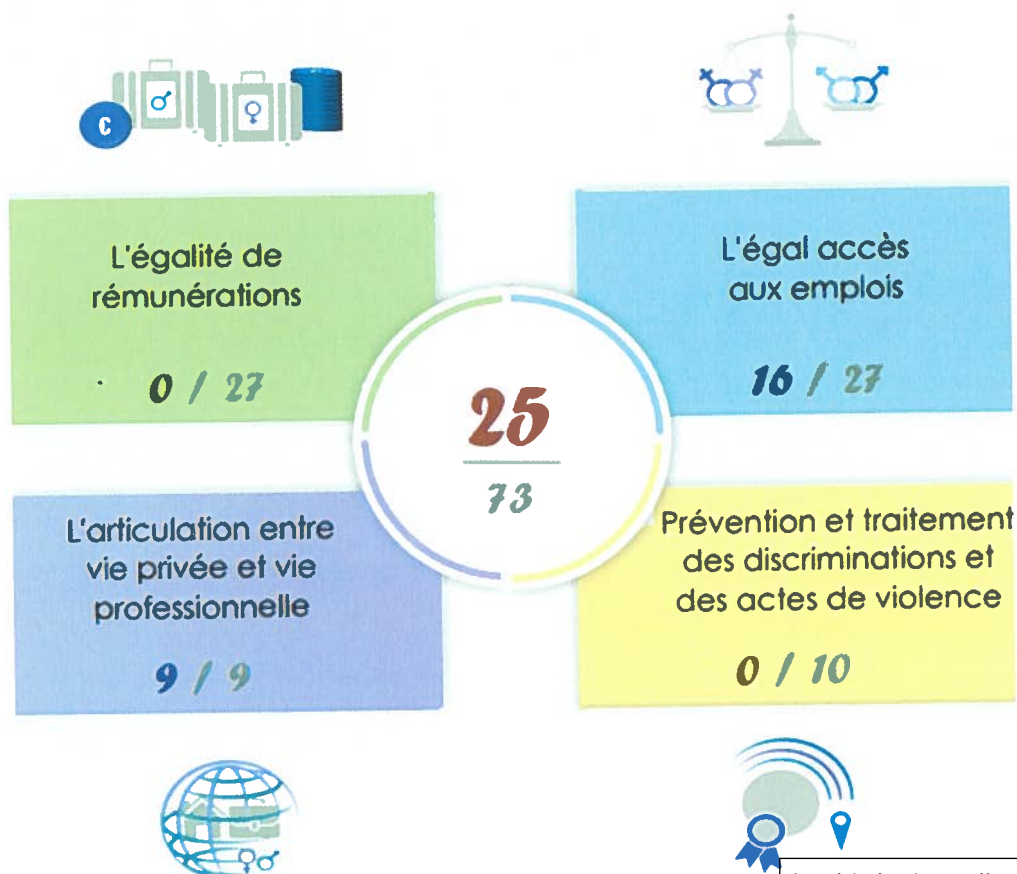 C
L'égalité de
rémunérations
0 / 27
L'égal accès
aux emplois
16 / 27
25
73
L'articulation entre
vie privée et vie
professionnelle
9 / 9
Prévention et traitement
des discriminations et
des actes de violence
0 / 10